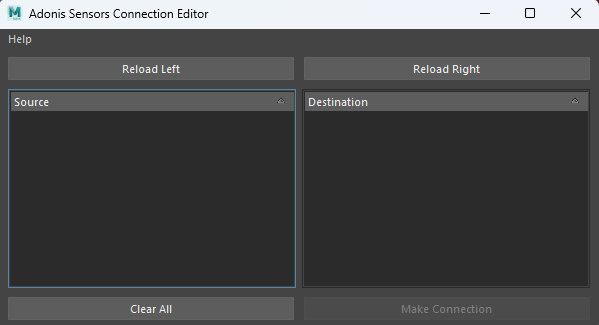 Adonis Sensors Connection Editor
Help
Reload Left
Reload Right
Source
Destination
Clear All
Make Connection